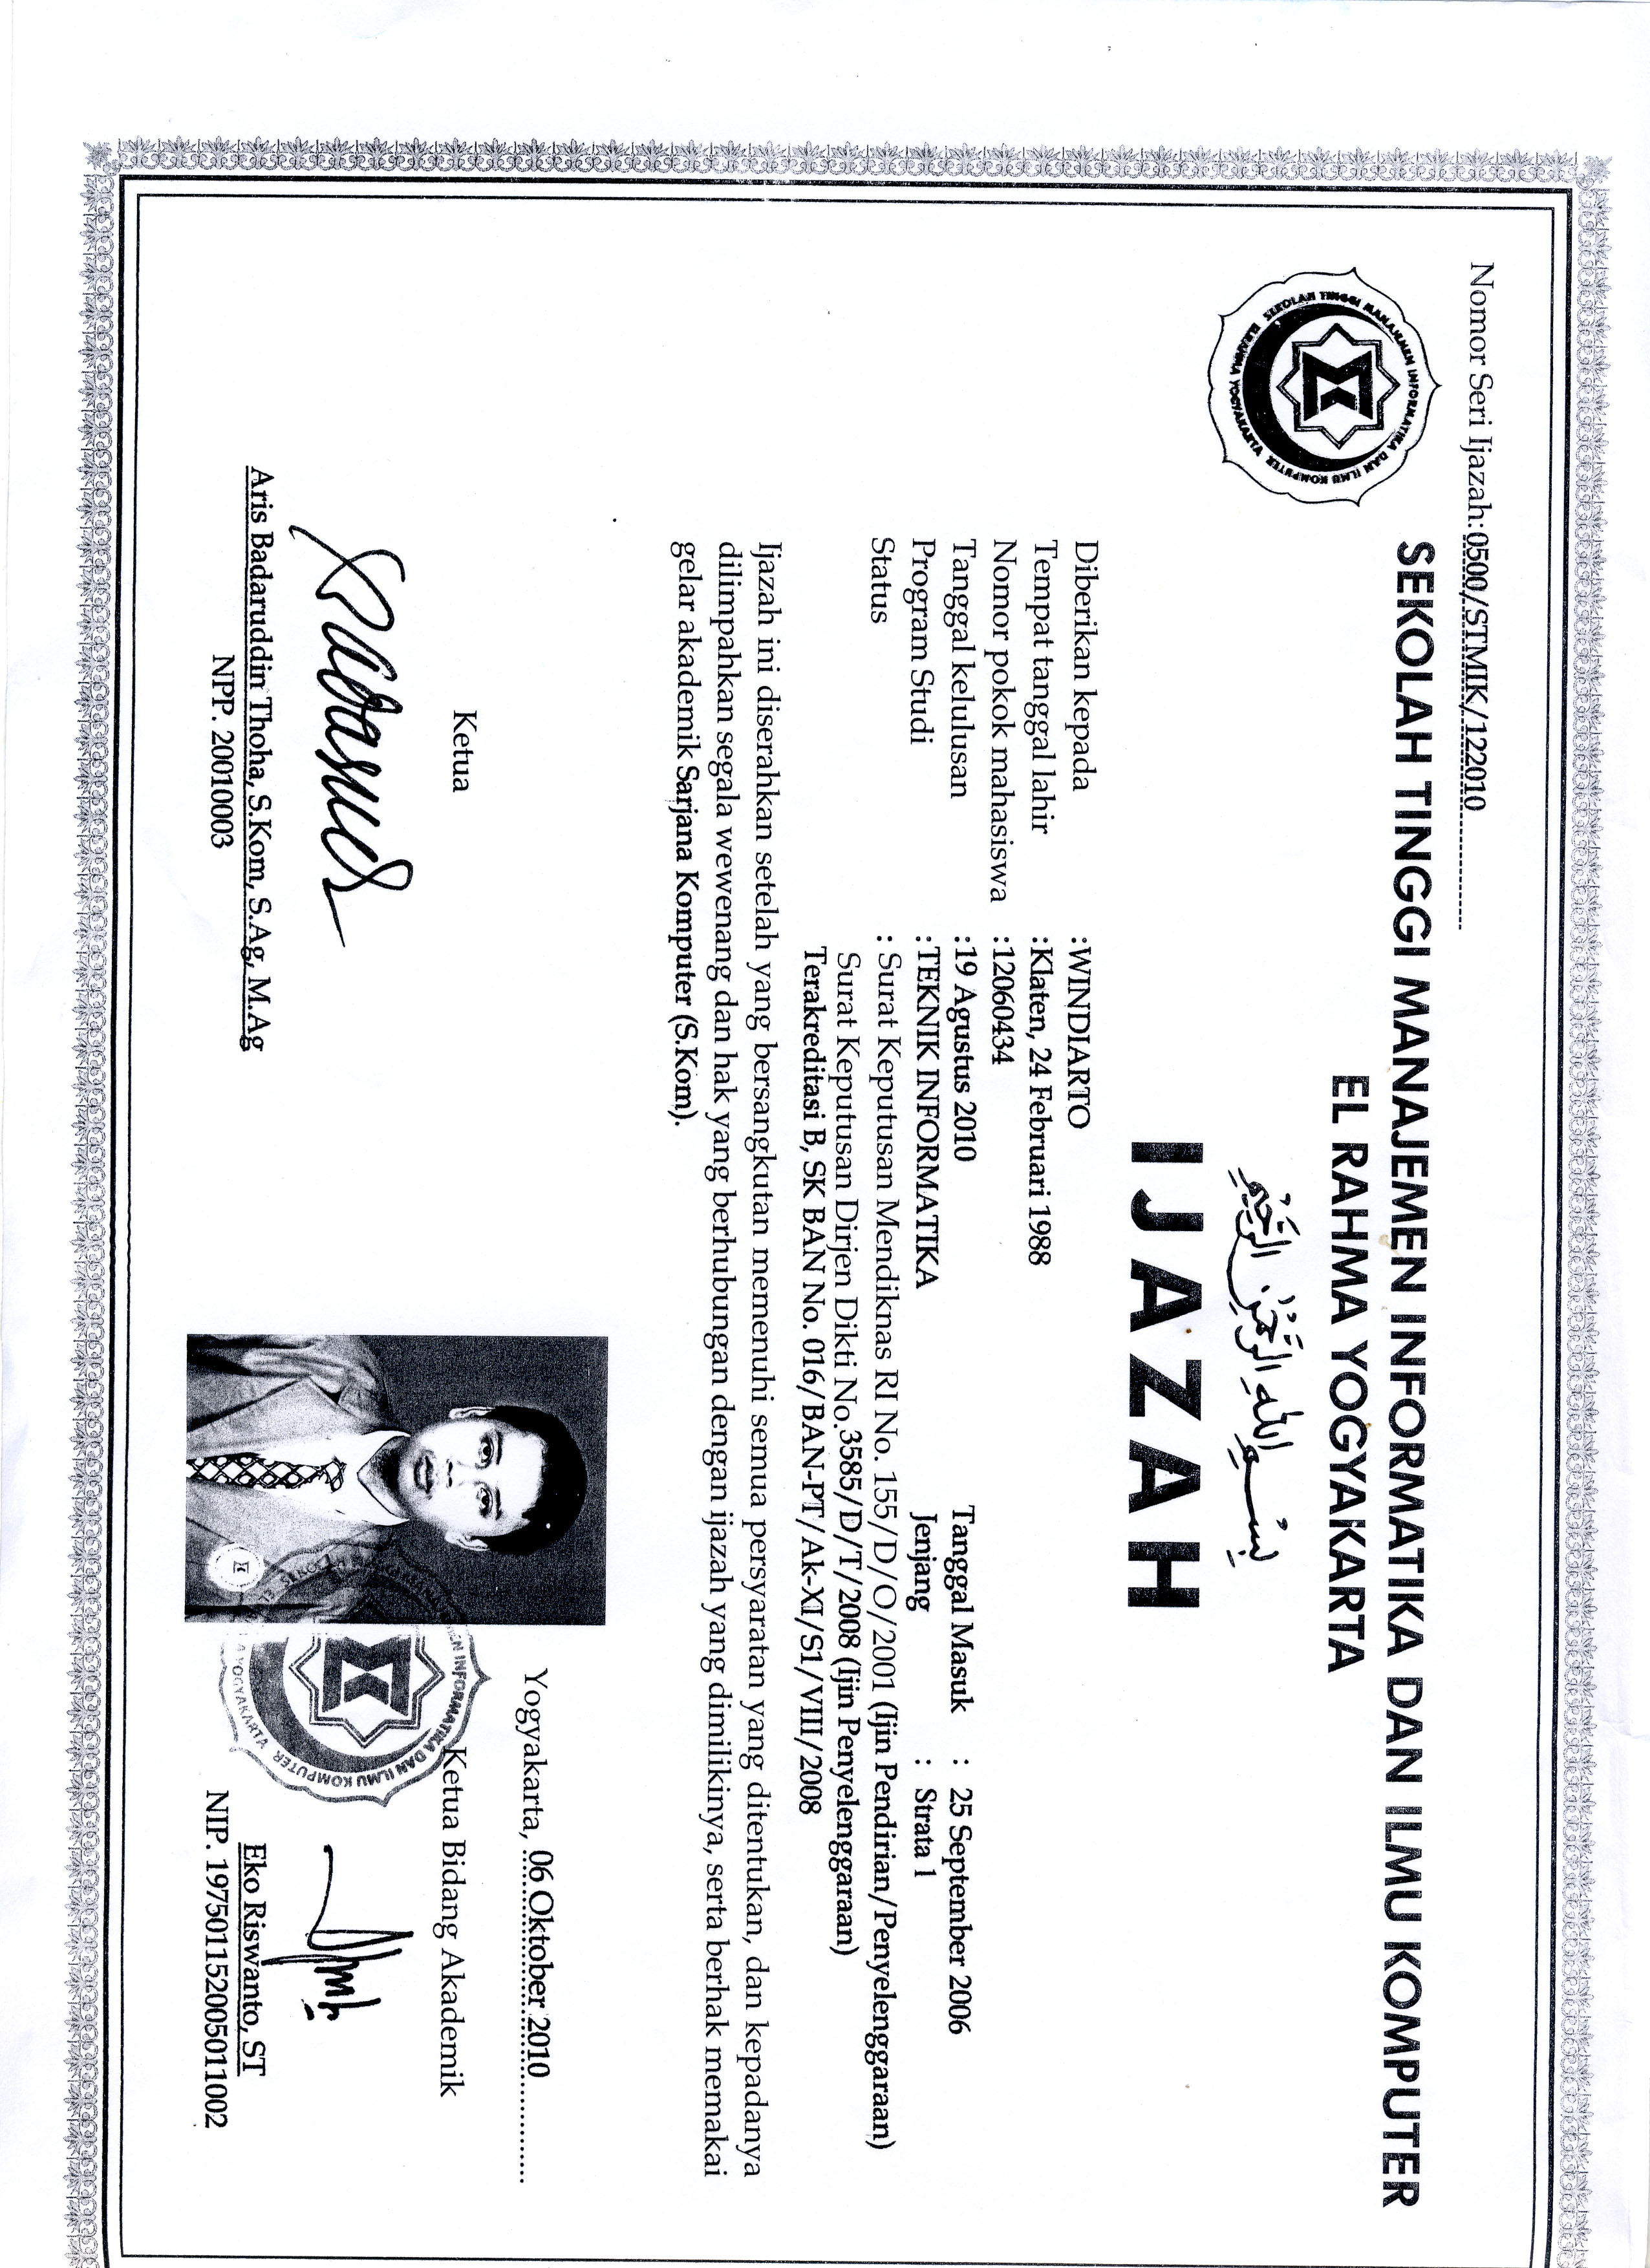 Nomor Seri Ijazah: 0500/STMIK/122010
SEKOLAH TINGGI MANAJEMEN INFORMATIKA DAN ILMU KOMPUTER
EL RAHMA YOGYAKARTA
SEKOLAH TINGGI MANAJEMEN INFORMATIKA DAN ILMU KOMPUTER
ELRAHMA YOGYAKARTA
بسم الله الرحمن الرحيم
IJAZAH
Diberikan kepada :WINDIARTO
Tempat tanggal lahir :Klaten, 24 Februari 1988
Nomor pokok mahasiswa :12060434
Tanggal kelulusan :19 Agustus 2010 Tanggal Masuk : 25 September 2006
Program Studi :TEKNIK INFORMATIKA Jenjang : Strata 1
Status : Surat Keputusan Mendiknas RI No. 155/D/O/2001 (Ijin Pendirian/Penyelenggaraan)
Surat Keputusan Dirjen Dikti No.3585/D/T/2008 (Ijin Penyelenggaraan)
Terakreditasi B, SK BAN No. 016/BAN-PT/Ak-XI/S1/VIII/2008
Ijazah ini diserahkan setelah yang bersangkutan memenuhi semua persyaratan yang ditentukan, dan kepadanya
dilimpahkan segala wewenang dan hak yang berhubungan dengan ijazah yang dimilikinya, serta berhak memakai
gelar akademik Sarjana Komputer (S.Kom).
Yogyakarta, 06 Oktober 2010
Ketua
Ketua Bidang Akademik
MEN INFORMATIKA DAN ILMU KOMPUTER
YOGYAKARTA
Aris Badaruddin Thoha, S.Kom, S.Ag, M.Ag
NPP. 20010003
Eko Riswanto, ST
NIP. 197501152005011002